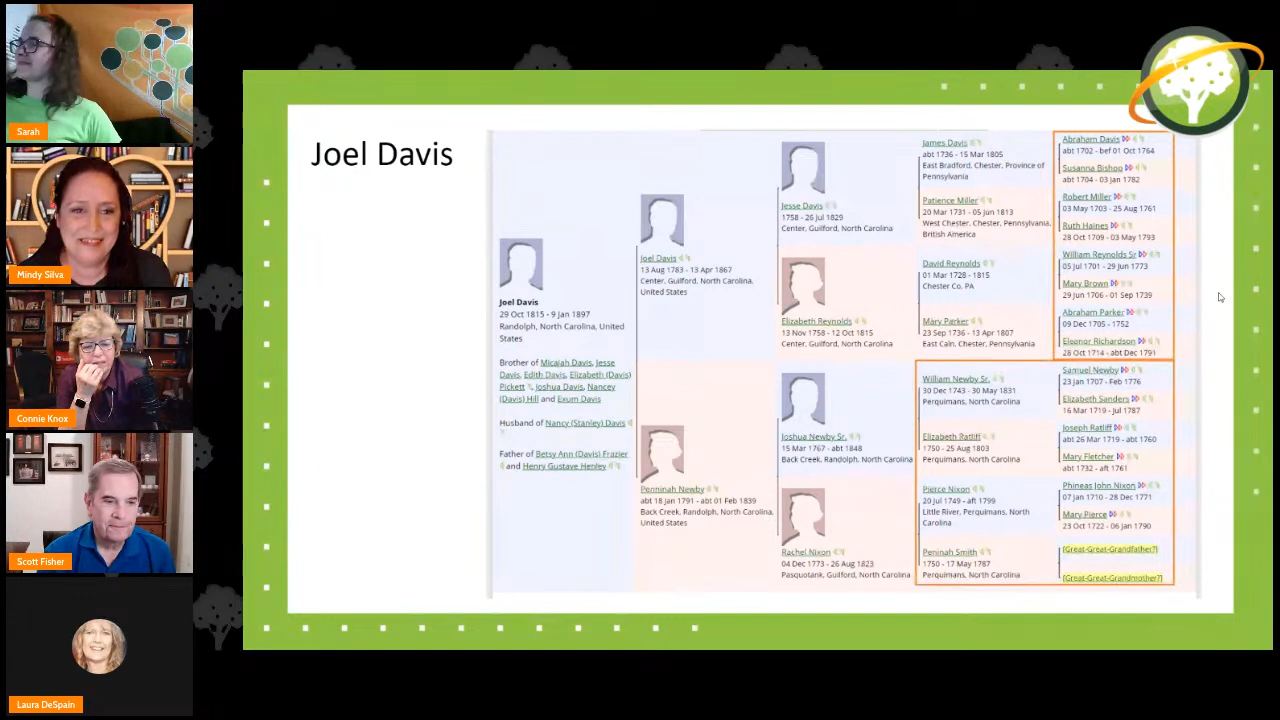 Sarah
Mindy Silva
Connie Knox
Scott Fisher
Laura DeSpain
Joel Davis
Joel Davis
29 Oct 1815 - 9 Jan 1897
Randolph, North Carolina, United
States
Brother of Micajah Davis, Jesse
Davis, Edith Davis, Elizabeth (Davis)
Pickett, Joshua Davis, Nancey
(Davis) Hill and Exum Davis
Husband of Nancy (Stanley) Davis
Father of Betsy Ann (Davis) Frazier
and Henry Gustave Henley
Joel Davis
13 Aug 1783 - 13 Apr 1867
Center, Guilford, North Carolina,
United States
Penninah Newby
abt 18 Jan 1791 - abt 01 Feb 1839
Back Creek, Randolph, North Carolina,
United States
Jesse Davis
1758 - 26 Jul 1829
Center, Guilford, North Carolina
Elizabeth Reynolds
13 Nov 1758 - 12 Oct 1815
Center, Guilford, North Carolina
Joshua Newby Sr.
15 Mar 1767 - abt 1848
Back Creek, Randolph, North Carolina
Rachel Nixon
04 Dec 1773 - 26 Aug 1823
Pasquotank, Guilford, North Carolina
James Davis
abt 1736 - 15 Mar 1805
East Bradford, Chester, Province of
Pennsylvania
Patience Miller
20 Mar 1731 - 05 Jun 1813
West Chester, Chester, Pennsylvania,
British America
David Reynolds
01 Mar 1728 - 1815
Chester Co, PA
Mary Parker
23 Sep 1736 - 13 Apr 1807
East Caln, Chester, Pennsylvania
William Newby Sr.
30 Dec 1743 - 30 May 1831
Perquimans, North Carolina
Elizabeth Ratliff
1750 - 25 Aug 1803
Perquimans, North Carolina
Pierce Nixon
20 Jul 1749 - aft 1799
Little River, Perquimans, North
Carolina
Peninah Smith
1750 - 17 May 1787
Perquimans, North Carolina
Abraham Davis
abt 1702 - bef 01 Oct 1764
Susanna Bishop
abt 1704 - 03 Jan 1782
Robert Miller
03 May 1703 - 25 Aug 1761
Ruth Haines
28 Oct 1709 - 03 May 1793
William Reynolds Sr
05 Jul 1701 - 29 Jun 1773
Mary Brown
29 Jun 1706 - 01 Sep 1739
Abraham Parker
09 Dec 1705 - 1752
Eleonor Richardson
28 Oct 1714 - abt Dec 1791
Samuel Newby
23 Jan 1707 - Feb 1776
Elizabeth Sanders
16 Mar 1719 - Jul 1787
Joseph Ratliff
abt 26 Mar 1719 - abt 1760
Mary Fletcher
abt 1732 - aft 1761
Phineas John Nixon
07 Jan 1710 - 28 Dec 1771
Mary Pierce
23 Oct 1722 - 06 Jan 1790
[Great-Great-Grandfather?]
[Great-Great-Grandmother?]